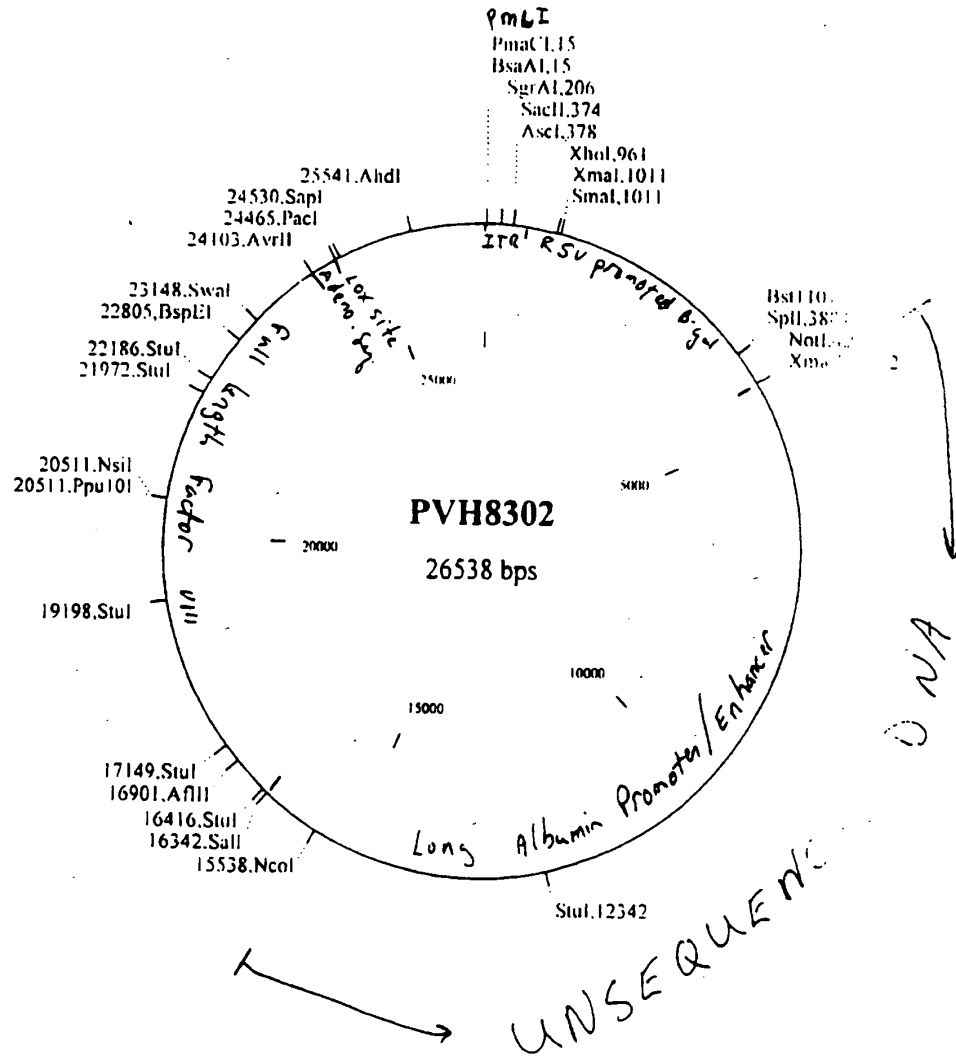 PmLI
PmaCI,15
BsaAI,15
SgrAI,206
SacII,374
AscI,378
XhoI,961
XmaI,1011
SmaI,1011
25541,AhdI
24530,SapI
24465,PacI
24103,AvrII
23148,SwaI
22805,BspEI
22186,StuI
21972,StuI
20511,NsiI
20511,Ppu10I
19198,StuI
17149,StuI
16901,AflII
16416,StuI
16342,SalI
15538,NcoI
StuI,12342
ITR
RSV promoted B-gal
Lox site
Adeno.
Full length Factor VIII
Long Albumin Promoter/Enhancer
25000
5000
20000
10000
15000
PVH8302
26538 bps
DNA